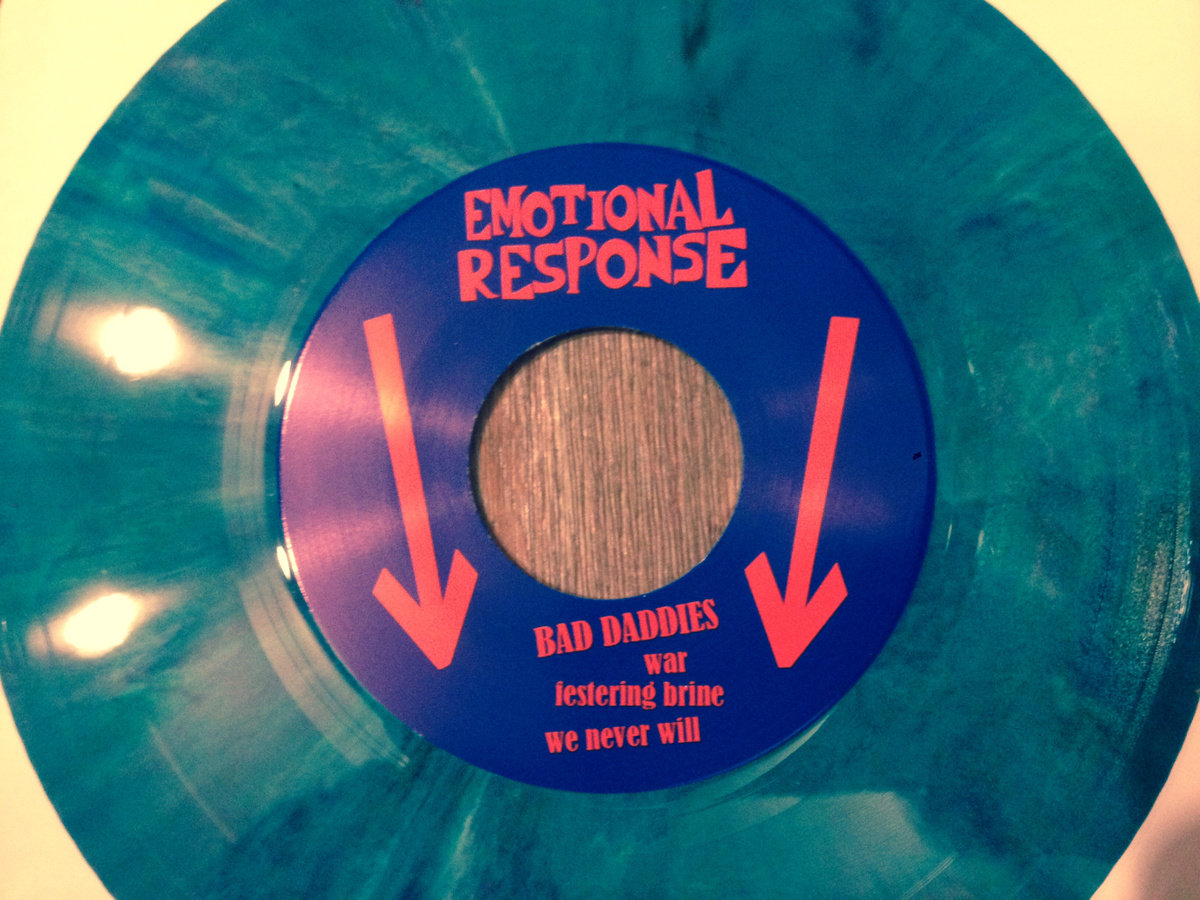 EMOTIONAL
RESPONSE
BAD DADDIES
war
festering brine
we never will